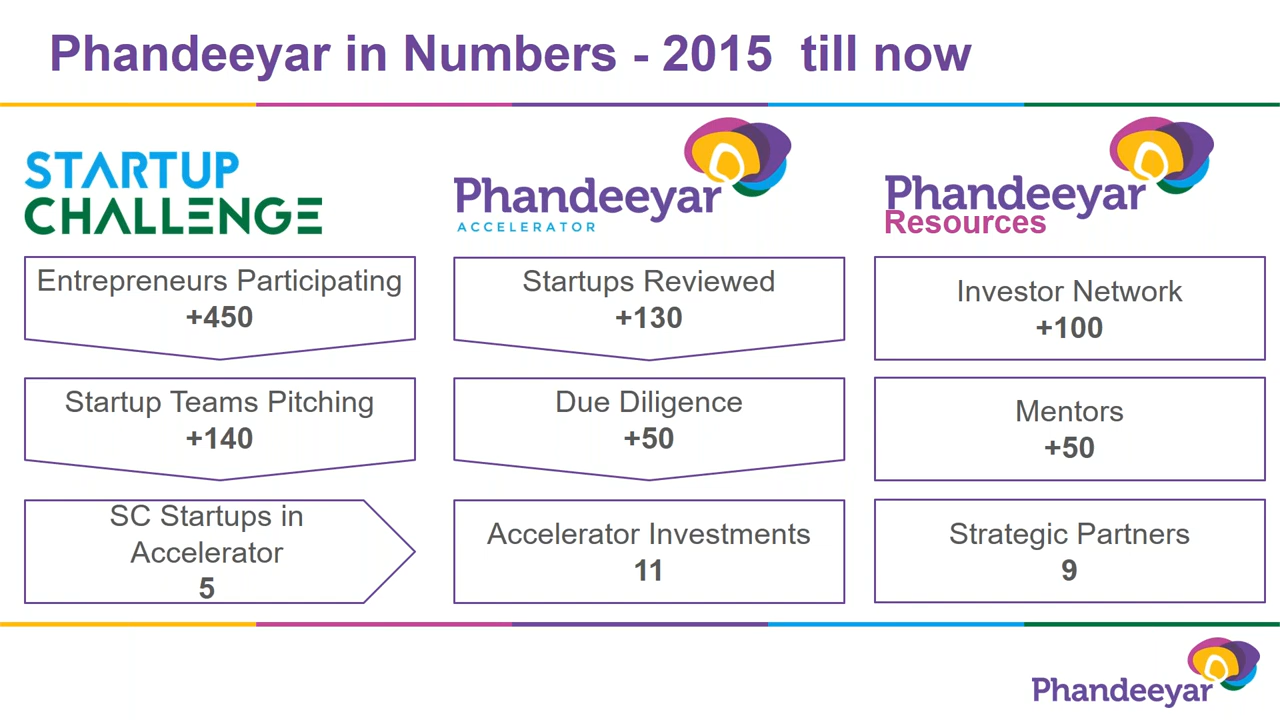 Phandeeyar in Numbers - 2015 till now
STARTUP
CHALLENGE
Entrepreneurs Participating
+450
Startup Teams Pitching
+140
SC Startups in
Accelerator
5
Phandeeyar
ACCELERATOR
Startups Reviewed
+130
Due Diligence
+50
Accelerator Investments
11
Phandeeyar
Resources
Investor Network
+100
Mentors
+50
Strategic Partners
9
Phandeeyar